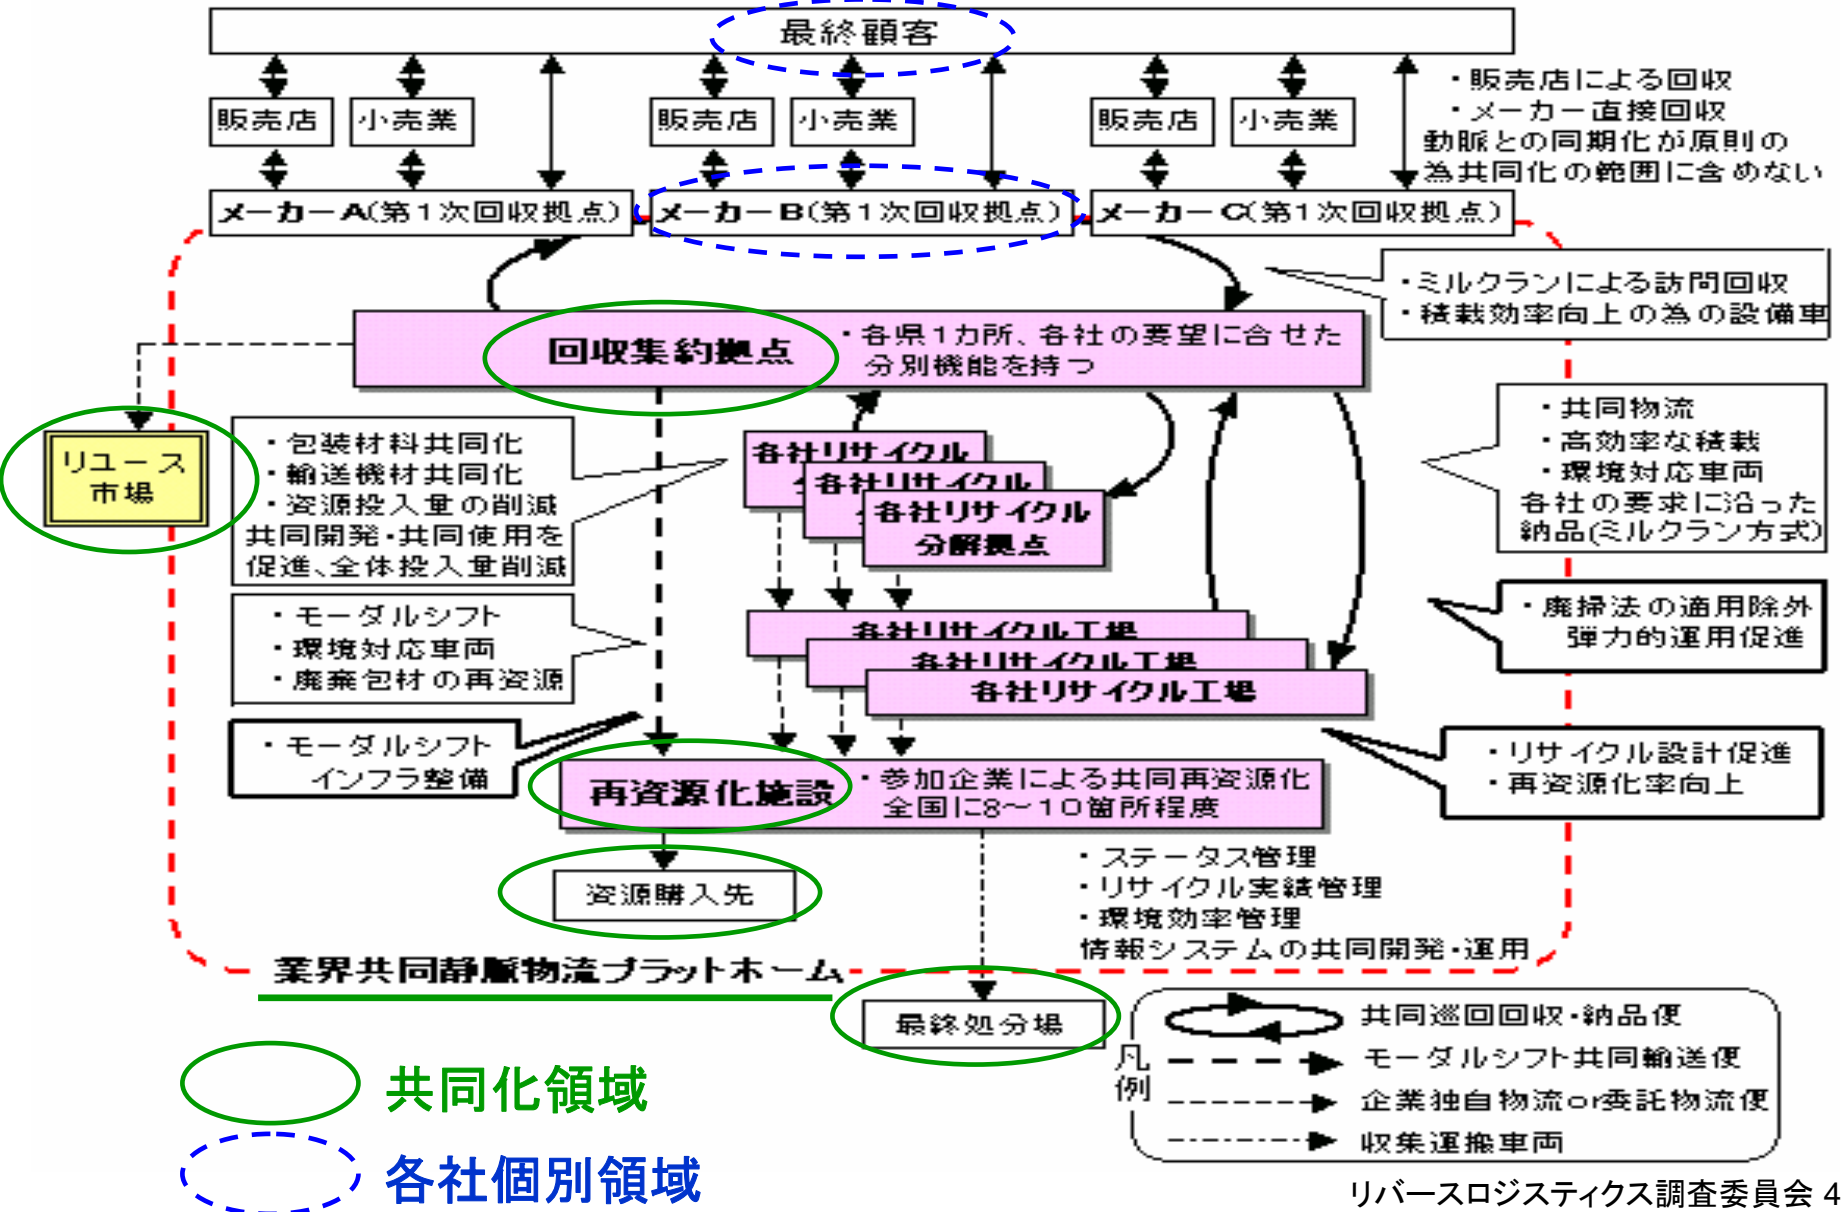 最終顧客
販売店
小売業
販売店
小売業
販売店
小売業
・販売店による回収
・メーカー直接回収
動脈との同期化が原則の
為共同化の範囲に含めない
メーカーA(第1次回収拠点)
メーカーB(第1次回収拠点)
メーカーC(第1次回収拠点)
・ミルクランによる訪問回収
・積載効率向上の為の設備車
回収集約拠点
・各県1カ所、各社の要望に合せた
分別機能を持つ
リユース
市場
・包装材料共同化
・輸送機材共同化
・資源投入量の削減
共同開発・共同使用を
促進、全体投入量削減
各社リサイクル
各社リサイクル
各社リサイクル
分解拠点
・共同物流
・高効率な積載
・環境対応車両
各社の要求に沿った
納品(ミルクラン方式)
・モーダルシフト
・環境対応車両
・廃棄包材の再資源
各社リサイクル工場
各社リサイクル工場
各社リサイクル工場
・廃掃法の適用除外
弾力的運用促進
・モーダルシフト
インフラ整備
・リサイクル設計促進
・再資源化率向上
再資源化施設
・参加企業による共同再資源化
全国に8～10箇所程度
資源購入先
・ステータス管理
・リサイクル実績管理
・環境効率管理
情報システムの共同開発・運用
業界共同静脈物流プラットホーム
最終処分場
凡例
共同巡回回収・納品便
モーダルシフト共同輸送便
企業独自物流or委託物流便
収集運搬車両
共同化領域
各社個別領域
リバースロジスティクス調査委員会 4